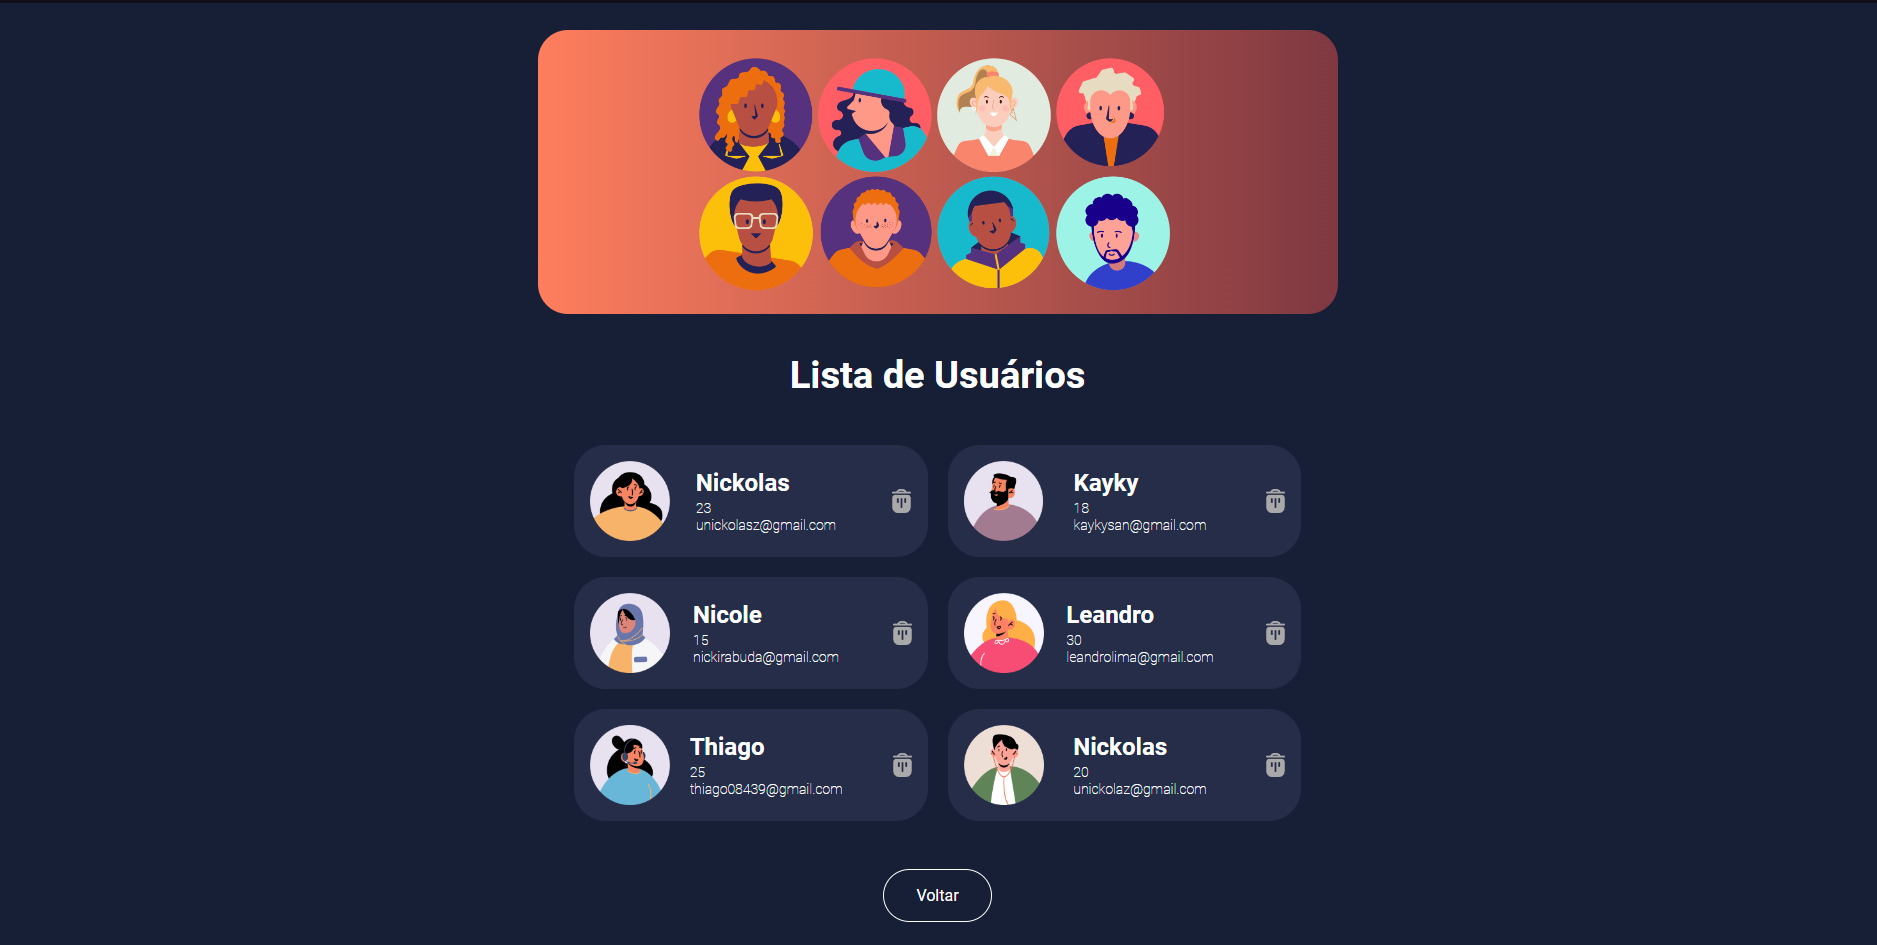 Lista de Usuários
Nickolas
23
unickolasz@gmail.com
Kayky
18
kaykysan@gmail.com
Nicole
15
nickirabuda@gmail.com
Leandro
30
leandrolima@gmail.com
Thiago
25
thiago08439@gmail.com
Nickolas
20
unickolaz@gmail.com
Voltar